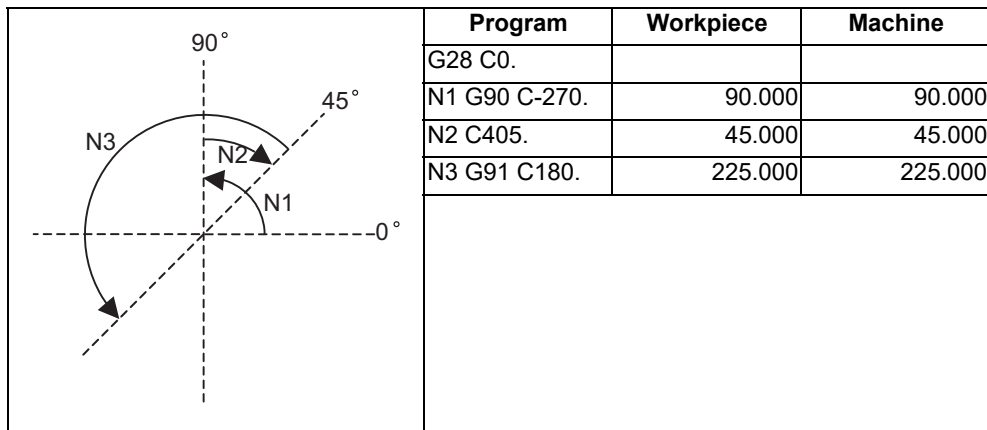 90°
45°
N3
N2
N1
0°
Program Workpiece Machine
G28 C0.
N1 G90 C-270. 90.000 90.000
N2 C405. 45.000 45.000
N3 G91 C180. 225.000 225.000